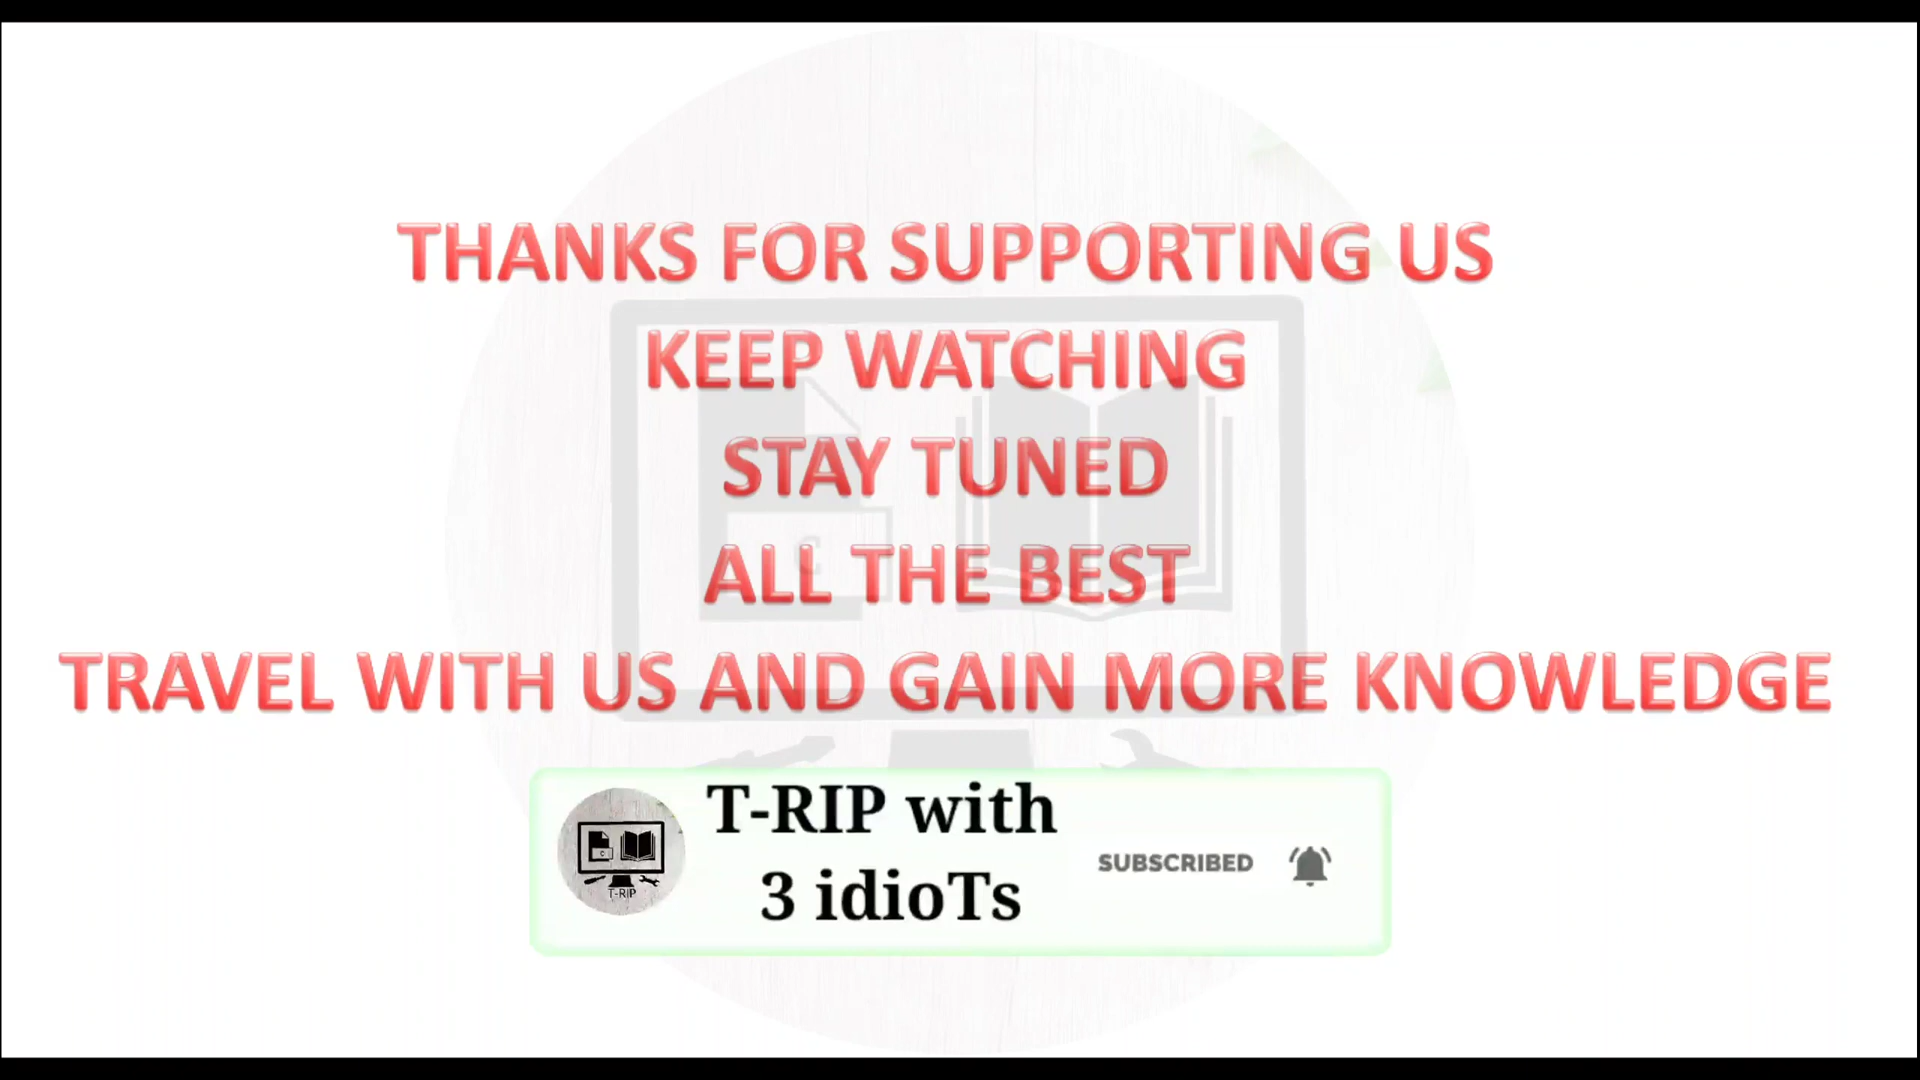 THANKS FOR SUPPORTING US
KEEP WATCHING
STAY TUNED
ALL THE BEST
TRAVEL WITH US AND GAIN MORE KNOWLEDGE
T-RIP with
3 idioTs
SUBSCRIBED
T-RIP
C